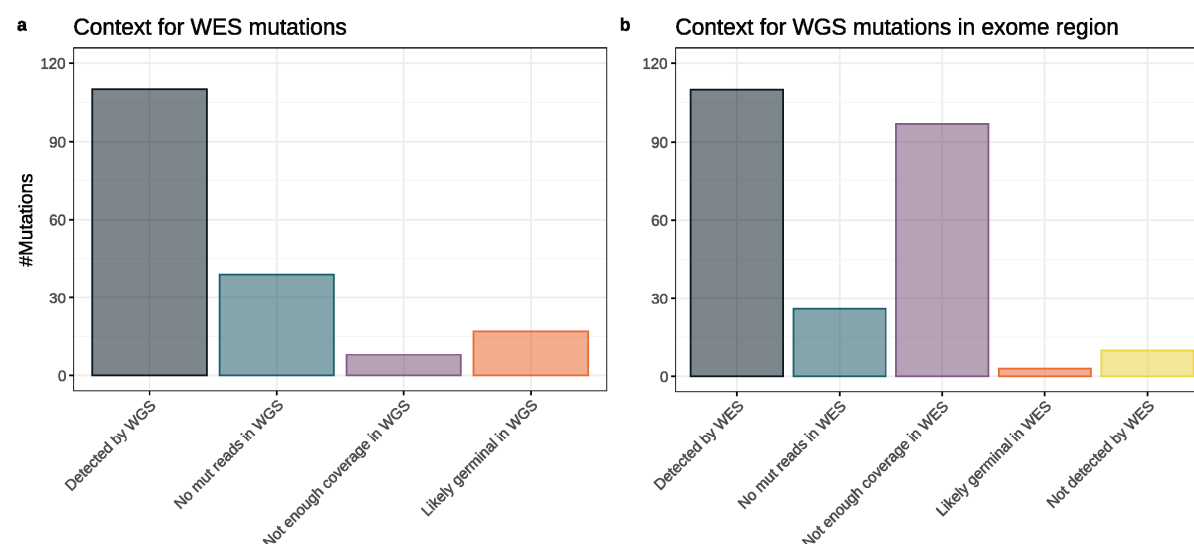 a Context for WES mutations
#Mutations
120
90
60
30
0
Detected by WGS
No mut reads in WGS
Not enough coverage in WGS
Likely germinal in WGS
b Context for WGS mutations in exome region
120
90
60
30
0
Detected by WES
No mut reads in WES
Not enough coverage in WES
Likely germinal in WES
Not detected by WES